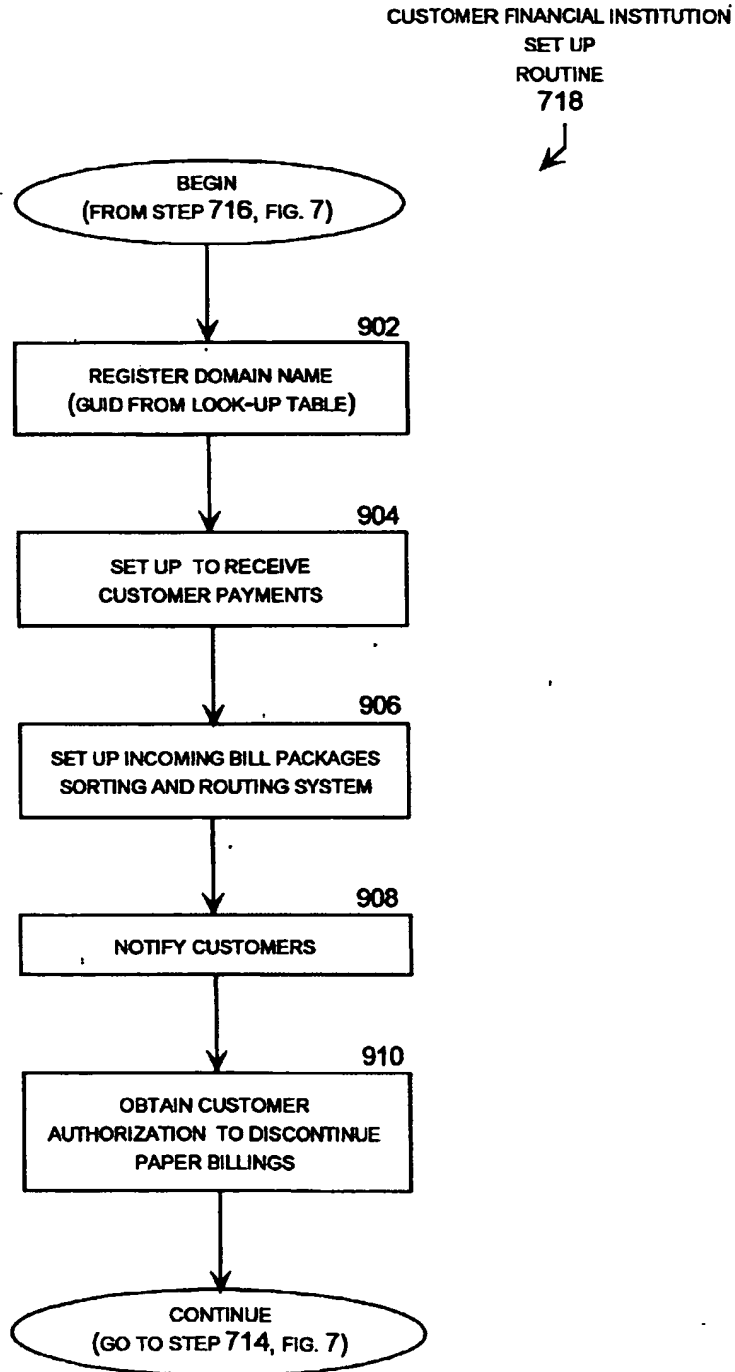 CUSTOMER FINANCIAL INSTITUTION
SET UP
ROUTINE
718
BEGIN
(FROM STEP 716, FIG. 7)
902
REGISTER DOMAIN NAME
(GUID FROM LOOK-UP TABLE)
904
SET UP TO RECEIVE
CUSTOMER PAYMENTS
906
SET UP INCOMING BILL PACKAGES
SORTING AND ROUTING SYSTEM
908
NOTIFY CUSTOMERS
910
OBTAIN CUSTOMER
AUTHORIZATION TO DISCONTINUE
PAPER BILLINGS
CONTINUE
(GO TO STEP 714, FIG. 7)